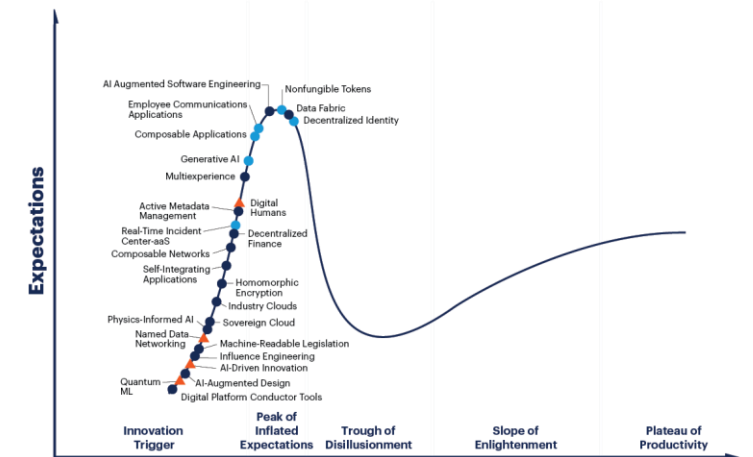 AI Augmented Software Engineering
Nonfungible Tokens
Employee Communications
Applications
Data Fabric
Decentralized Identity
Composable Applications
Generative AI
Multiexperience
Active Metadata
Management
Digital
Humans
Real-Time Incident
Center-aaS
Decentralized
Finance
Composable Networks
Self-Integrating
Applications
Homomorphic
Encryption
Industry Clouds
Physics-Informed AI
Sovereign Cloud
Named Data
Networking
Machine-Readable Legislation
Influence Engineering
AI-Driven Innovation
Quantum
ML
AI-Augmented Design
Digital Platform Conductor Tools
Expectations
Innovation
Trigger
Peak of
Inflated
Expectations
Trough of
Disillusionment
Slope of
Enlightenment
Plateau of
Productivity